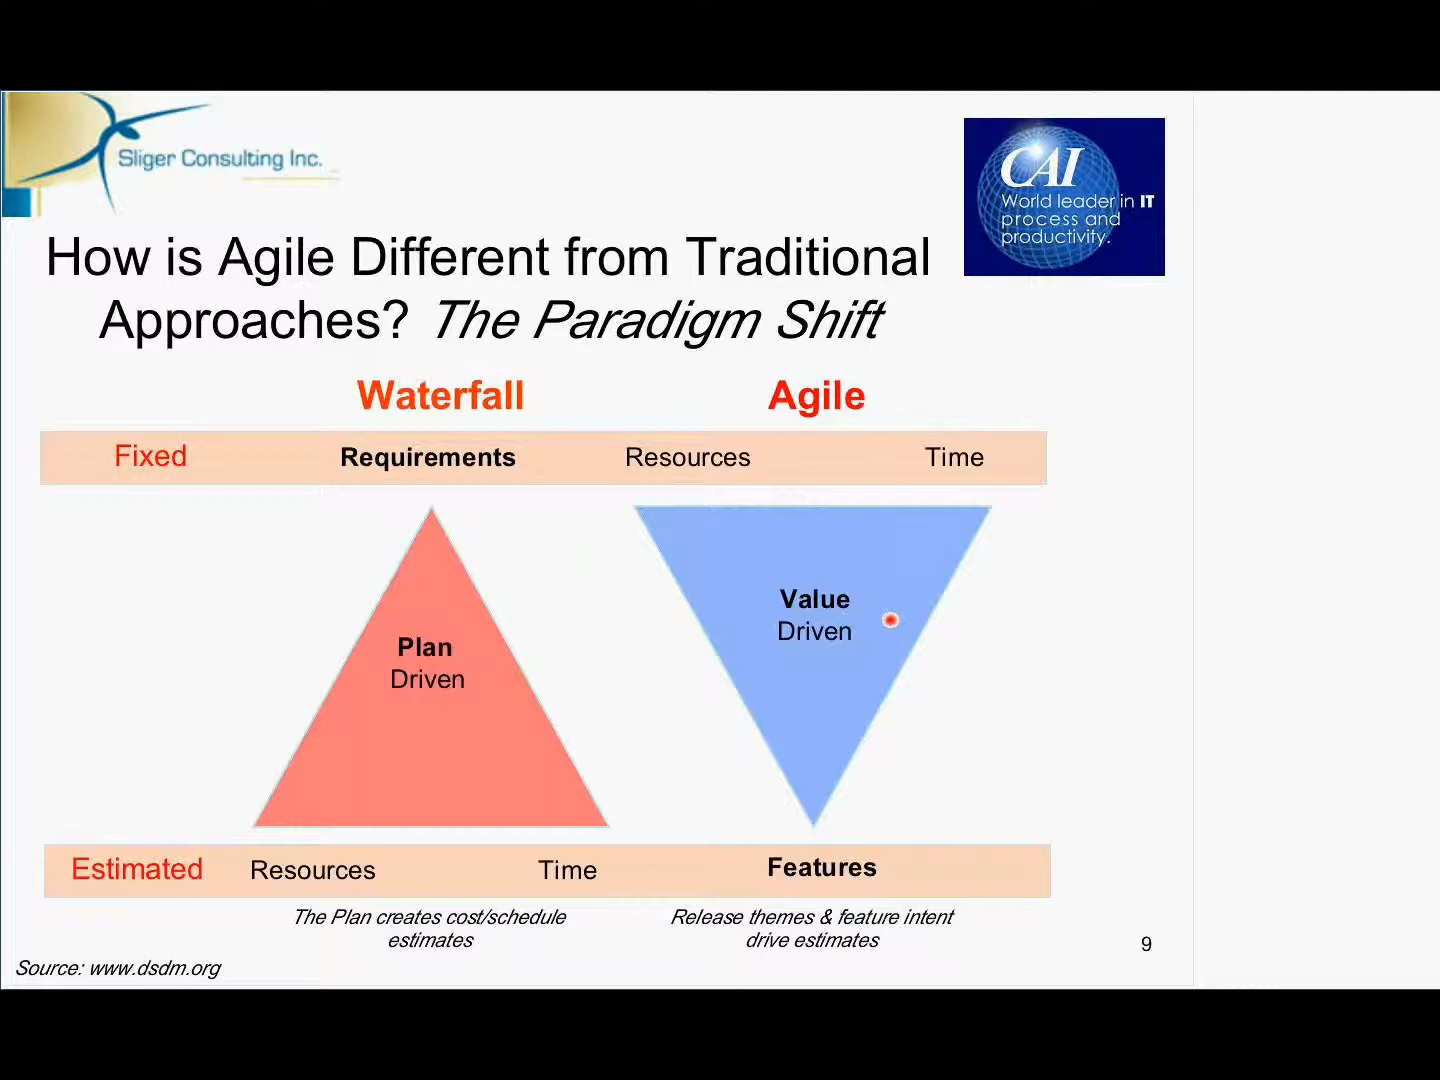 Sliger Consulting Inc.
CAI
World leader in IT
process and
productivity.
How is Agile Different from Traditional
Approaches? The Paradigm Shift
Waterfall Agile
Fixed Requirements Resources Time
Value
Driven
Plan
Driven
Estimated Resources Time Features
The Plan creates cost/schedule
estimates
Release themes & feature intent
drive estimates
9
Source: www.dsdm.org